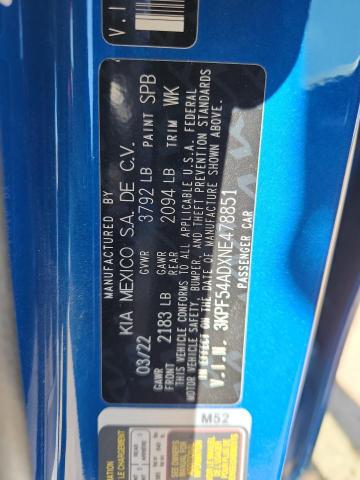 MANUFACTURED BY
KIA MEXICO S.A. DE C.V.
03/22 GVWR 3792 LB PAINT SPB
GAWR FRONT 2183 LB GAWR REAR 2094 LB TRIM WK
THIS VEHICLE CONFORMS TO ALL APPLICABLE U.S.A. FEDERAL
MOTOR VEHICLE SAFETY, BUMPER, AND THEFT PREVENTION STANDARDS
IN EFFECT ON THE DATE OF MANUFACTURE SHOWN ABOVE.
V.I.N. 3KPF54ADXNE478851
PASSENGER CAR
V.I
M52
LE CHARGEMENT